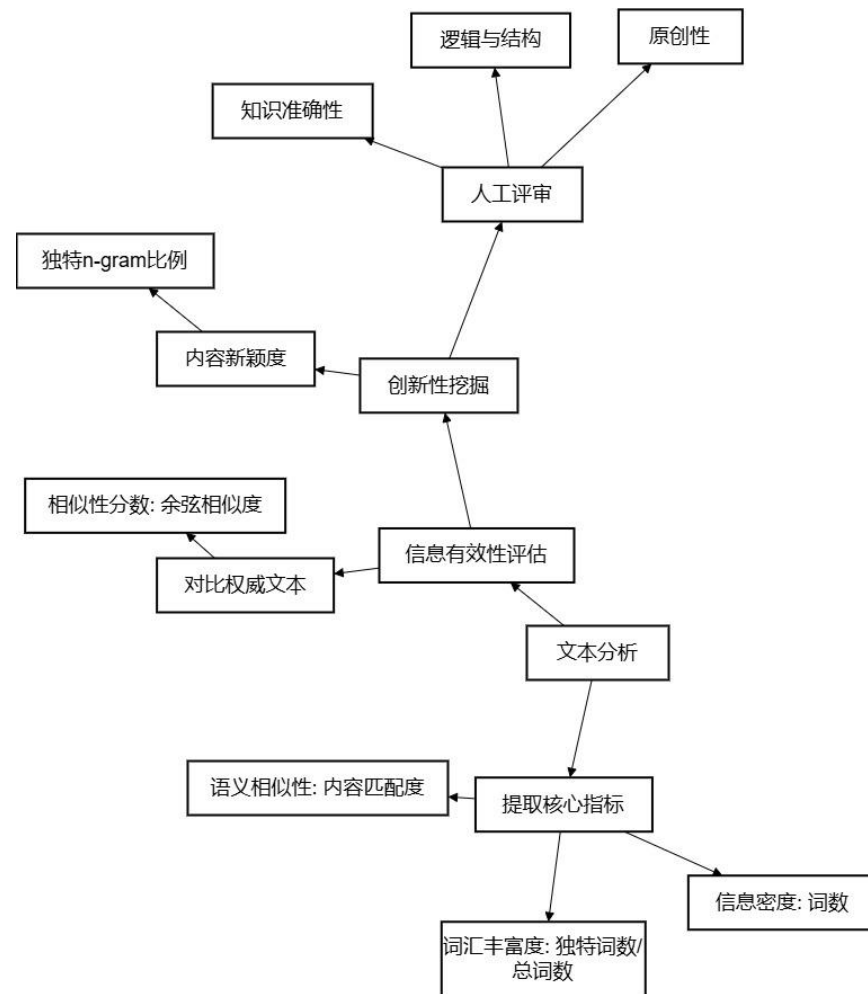 逻辑与结构
原创性
知识准确性
人工评审
独特n-gram比例
内容新颖度
创新性挖掘
相似性分数: 余弦相似度
信息有效性评估
对比权威文本
文本分析
语义相似性: 内容匹配度
提取核心指标
信息密度: 词数
词汇丰富度: 独特词数/
总词数